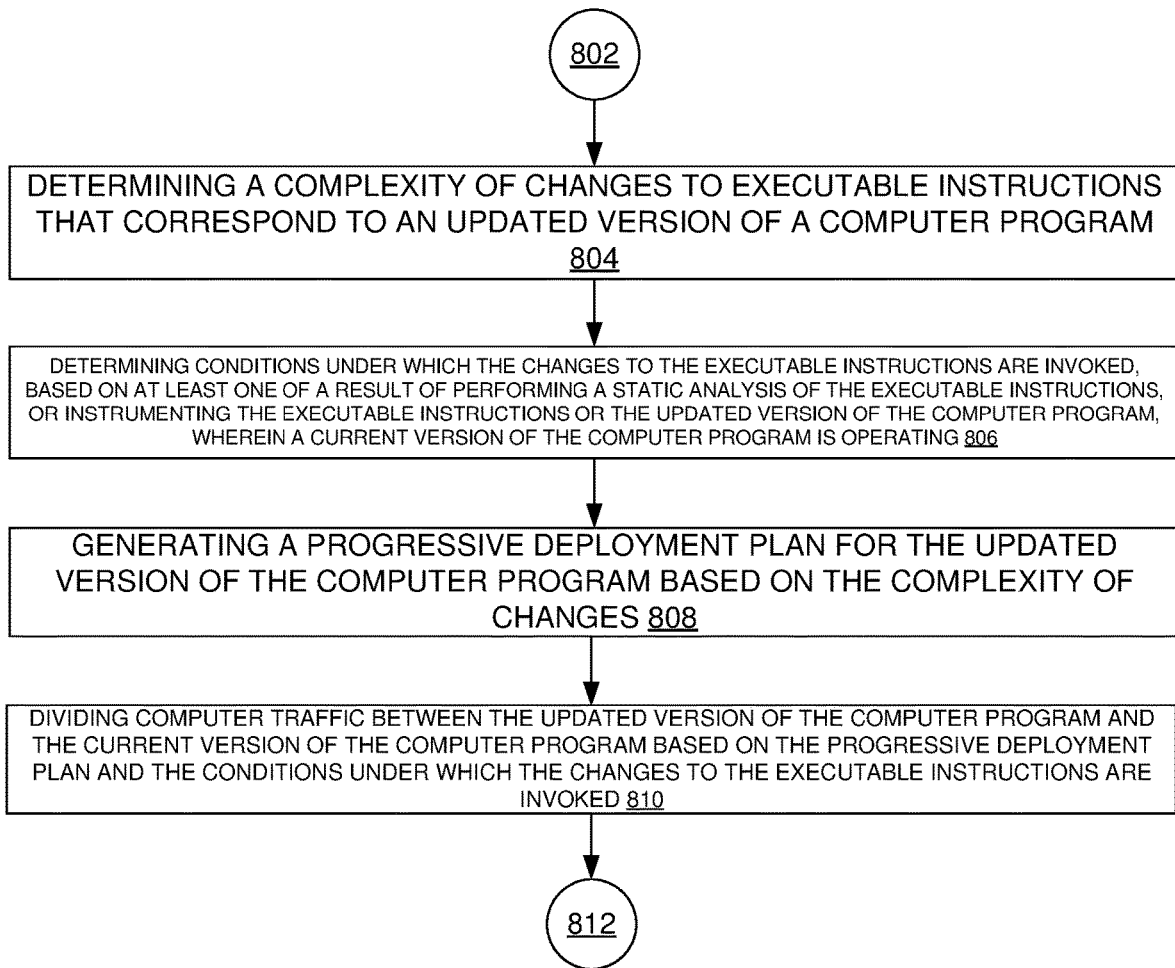 802
DETERMINING A COMPLEXITY OF CHANGES TO EXECUTABLE INSTRUCTIONS
THAT CORRESPOND TO AN UPDATED VERSION OF A COMPUTER PROGRAM
804
DETERMINING CONDITIONS UNDER WHICH THE CHANGES TO THE EXECUTABLE INSTRUCTIONS ARE INVOKED,
BASED ON AT LEAST ONE OF A RESULT OF PERFORMING A STATIC ANALYSIS OF THE EXECUTABLE INSTRUCTIONS,
OR INSTRUMENTING THE EXECUTABLE INSTRUCTIONS OR THE UPDATED VERSION OF THE COMPUTER PROGRAM,
WHEREIN A CURRENT VERSION OF THE COMPUTER PROGRAM IS OPERATING 806
GENERATING A PROGRESSIVE DEPLOYMENT PLAN FOR THE UPDATED
VERSION OF THE COMPUTER PROGRAM BASED ON THE COMPLEXITY OF
CHANGES 808
DIVIDING COMPUTER TRAFFIC BETWEEN THE UPDATED VERSION OF THE COMPUTER PROGRAM AND
THE CURRENT VERSION OF THE COMPUTER PROGRAM BASED ON THE PROGRESSIVE DEPLOYMENT
PLAN AND THE CONDITIONS UNDER WHICH THE CHANGES TO THE EXECUTABLE INSTRUCTIONS ARE
INVOKED 810
812